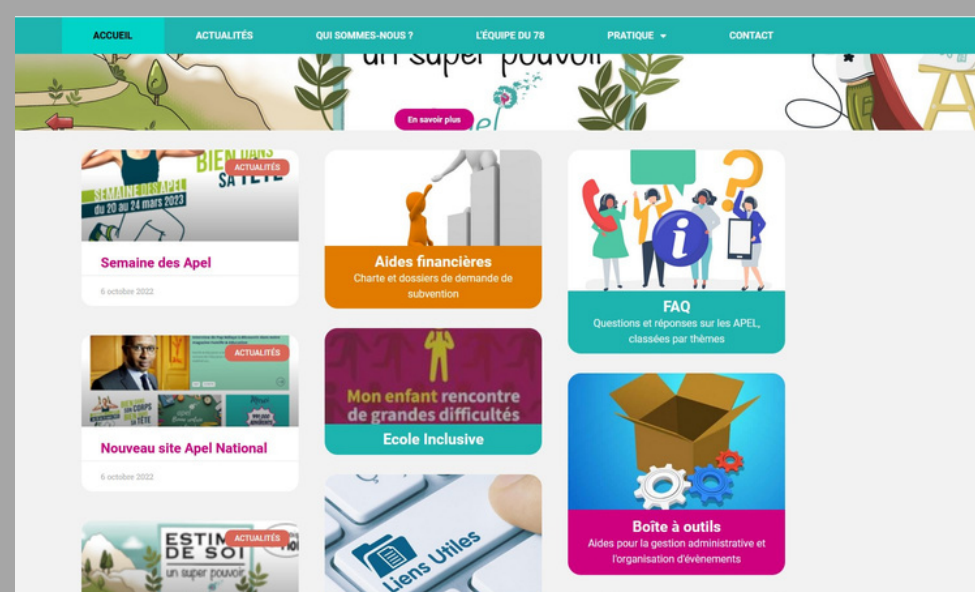 ACCUEIL
ACTUALITÉS
QUI SOMMES-NOUS ?
L'ÉQUIPE DU 78
PRATIQUE
CONTACT
un super pouvoir
En savoir plus
BIEN DANS
SA TÊTE
ACTUALITÉS
SEMAINE DES APEL
du 20 au 24 mars 2023
Semaine des Apel
6 octobre 2022
ACTUALITÉS
Nouveau site Apel National
6 octobre 2022
ESTIM
DE SOI
ACTUALITÉS
un super pouvoir
Aides financières
Charte et dossiers de demande de
subvention
Mon enfant rencontre
de grandes difficultés
Ecole Inclusive
Liens Utiles
FAQ
Questions et réponses sur les APEL,
classées par thèmes
Boîte à outils
Aides pour la gestion administrative et
l'organisation d'évènements